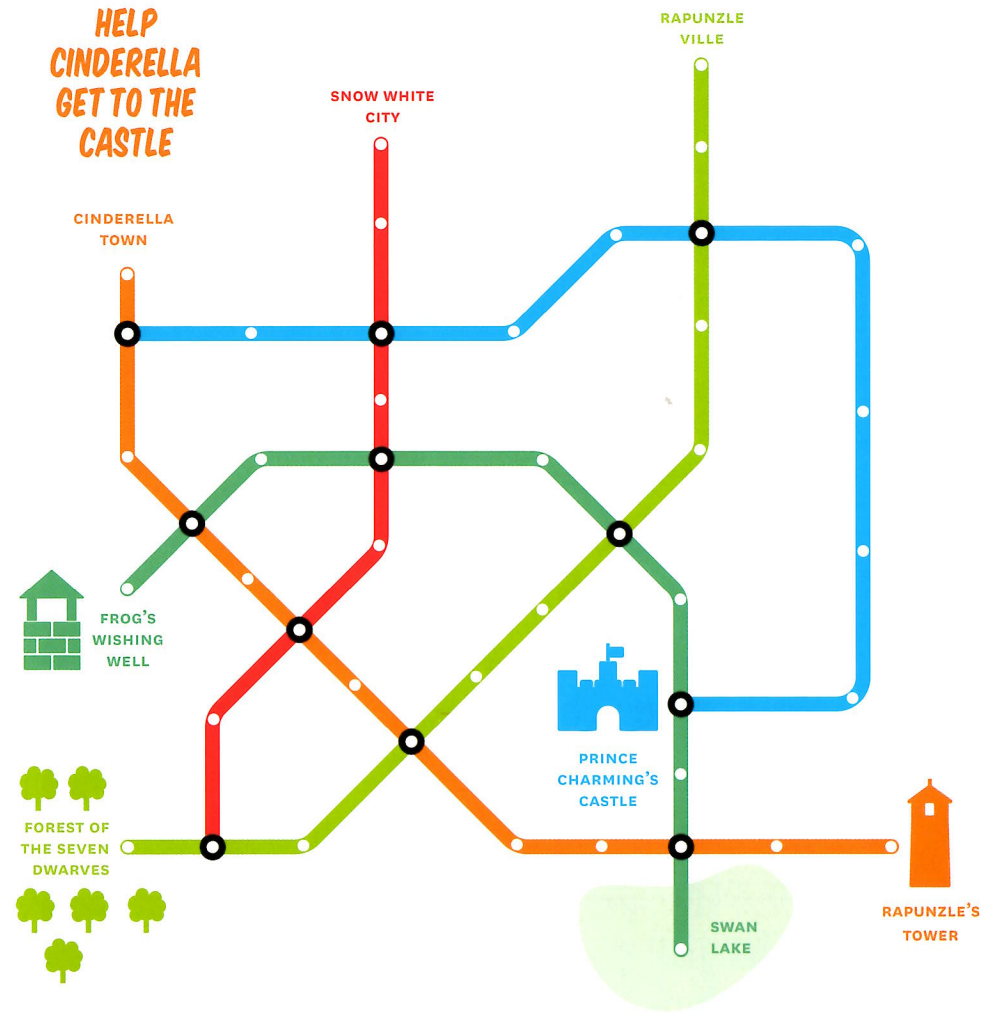 HELP
CINDERELLA
GET TO THE
CASTLE
RAPUNZLE
VILLE
SNOW WHITE
CITY
CINDERELLA
TOWN
FROG'S
WISHING
WELL
PRINCE
CHARMING'S
CASTLE
FOREST OF
THE SEVEN
DWARVES
RAPUNZLE'S
TOWER
SWAN
LAKE